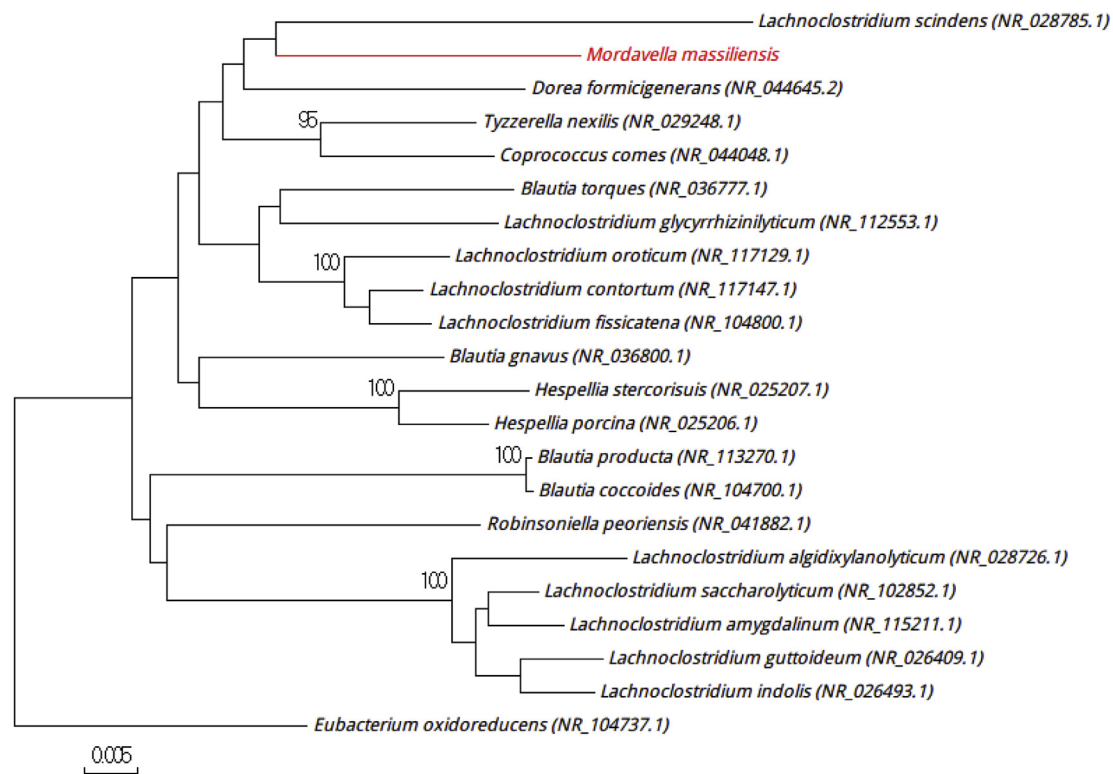 Lachnoclostridium scindens (NR_028785.1)
Mordavella massiliensis
Dorea formicigenerans (NR_044645.2)
95
Tyzzerella nexilis (NR_029248.1)
Coprococcus comes (NR_044048.1)
Blautia torques (NR_036777.1)
Lachnoclostridium glycyrrhizinilyticum (NR_112553.1)
100
Lachnoclostridium oroticum (NR_117129.1)
Lachnoclostridium contortum (NR_117147.1)
Lachnoclostridium fissicatena (NR_104800.1)
Blautia gnavus (NR_036800.1)
100
Hespellia stercorisuis (NR_025207.1)
Hespellia porcina (NR_025206.1)
100
Blautia producta (NR_113270.1)
Blautia coccoides (NR_104700.1)
Robinsoniella peoriensis (NR_041882.1)
Lachnoclostridium algidixylanolyticum (NR_028726.1)
100
Lachnoclostridium saccharolyticum (NR_102852.1)
Lachnoclostridium amygdalinum (NR_115211.1)
Lachnoclostridium guttoideum (NR_026409.1)
Lachnoclostridium indolis (NR_026493.1)
Eubacterium oxidoreducens (NR_104737.1)
0.005